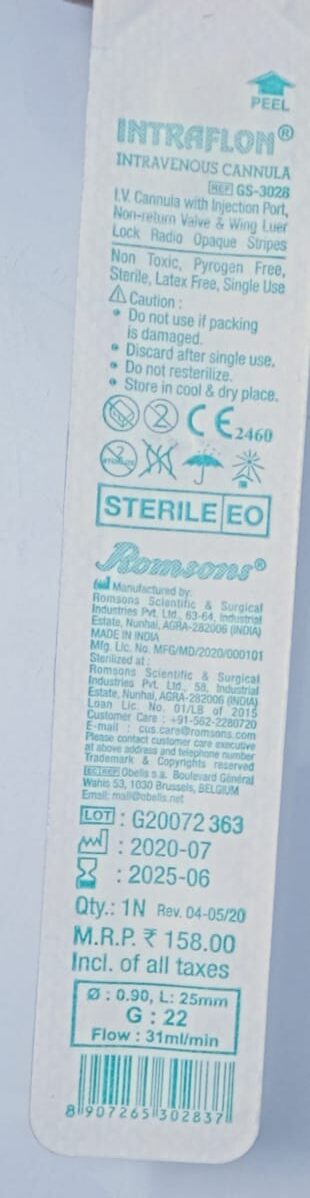 PEEL
INTRAFLON®
INTRAVENOUS CANNULA
REF GS-3028
I.V. Cannula with Injection Port,
Non-return Valve & Wing Luer
Lock Radio Opaque Stripes
Non Toxic, Pyrogen Free,
Sterile, Latex Free, Single Use
Caution :
• Do not use if packing
is damaged.
• Discard after single use.
• Do not resterilize.
• Store in cool & dry place.
2 CE 2460
STERILE EO
Romsons®
Manufactured by:
Romsons Scientific & Surgical
Industries Pvt. Ltd., 63-64, Industrial
Estate, Nunhai, AGRA-282006 (INDIA)
MADE IN INDIA
Mfg. Lic. No. MFG/MD/2020/000101
Sterilized at :
Romsons Scientific & Surgical
Industries Pvt. Ltd., 58, Industrial
Estate, Nunhai, AGRA-282006 (INDIA)
Loan Lic. No. 01/LB of 2015
Customer Care : +91-562-2280720
E-mail : cus.care@romsons.com
Please contact customer care executive
at above address and telephone number
Trademark & Copyrights reserved
EC REP Obelis s.a. Boulevard Général
Wahis 53, 1030 Brussels, BELGIUM
Email: mail@obelis.net
LOT : G20072 363
: 2020-07
: 2025-06
Qty.: 1N Rev. 04-05/20
M.R.P. ₹ 158.00
Incl. of all taxes
Ø : 0.90, L: 25mm
G : 22
Flow : 31ml/min
8 907265 302837